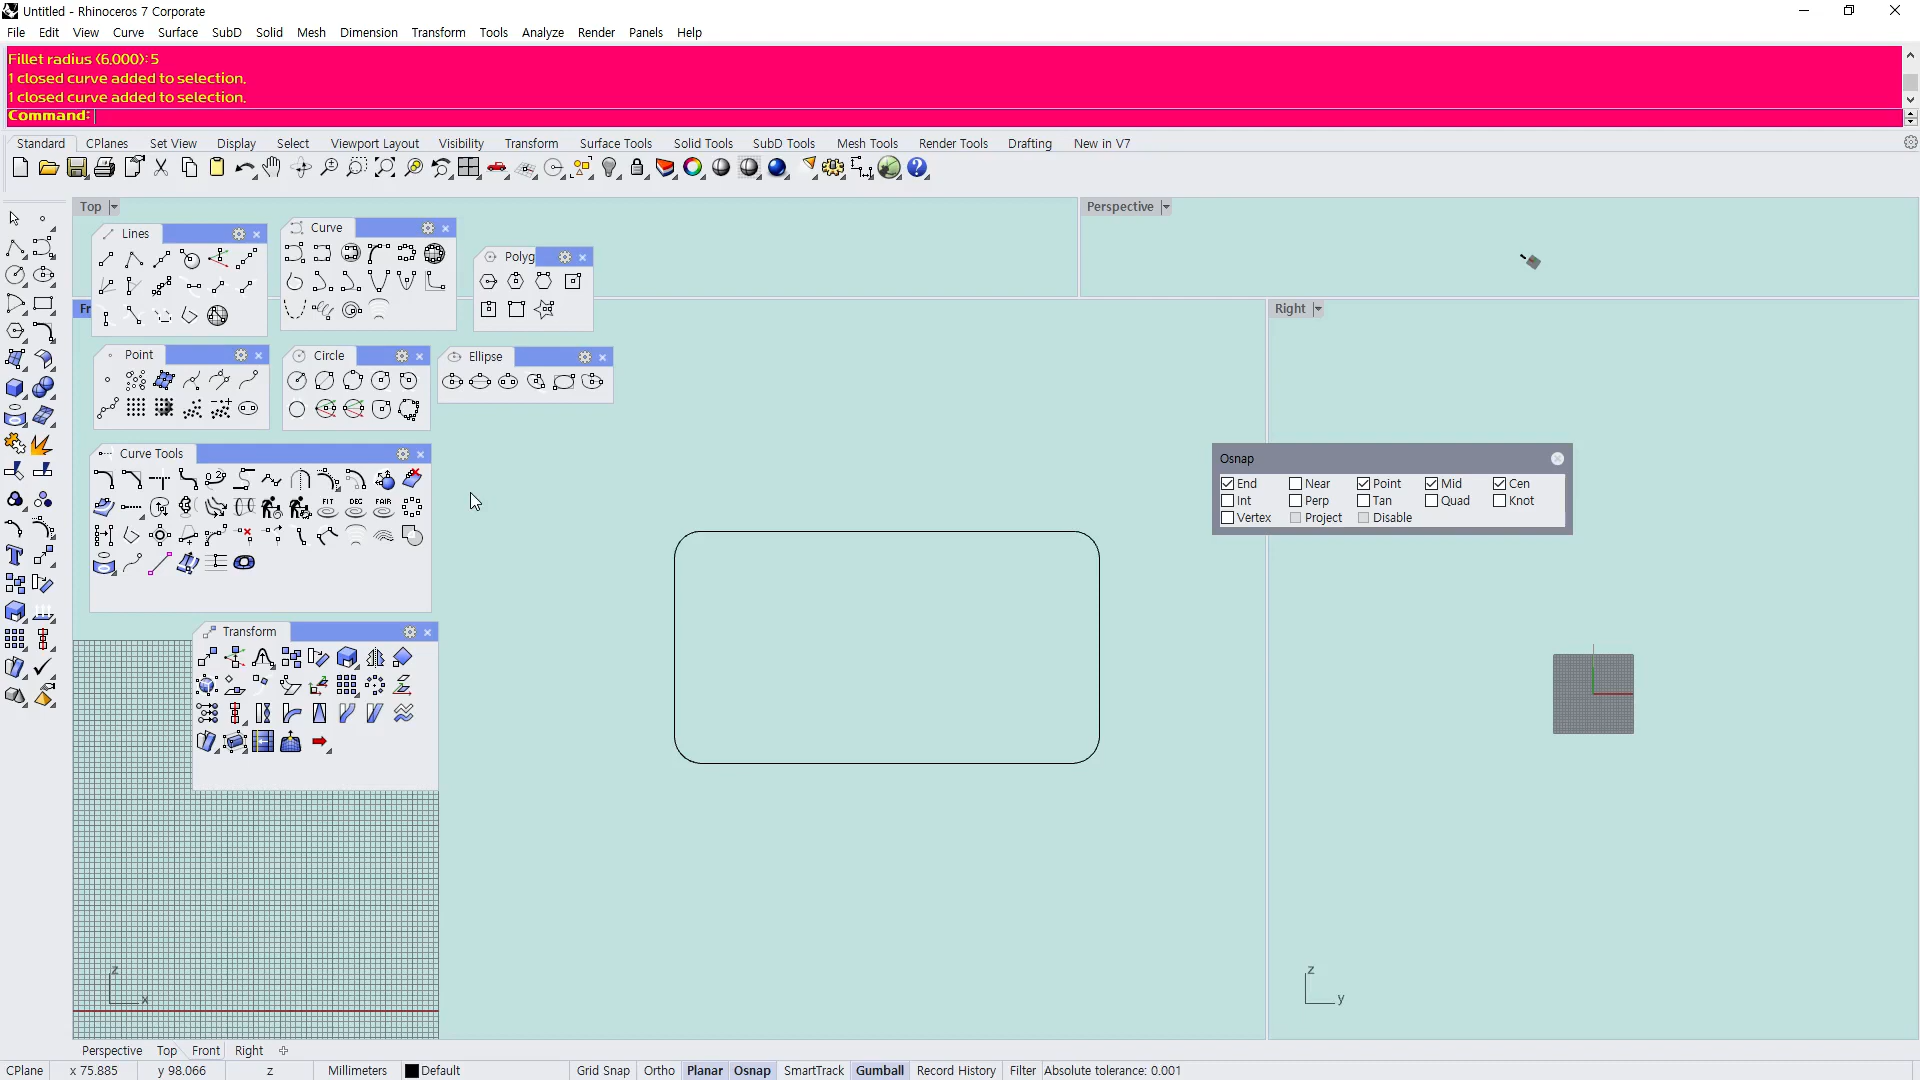 Untitled - Rhinoceros 7 Corporate
File Edit View Curve Surface SubD Solid Mesh Dimension Transform Tools Analyze Render Panels Help
Fillet radius <6,000>: 5
1 closed curve added to selection.
1 closed curve added to selection.
Command:
Standard CPlanes Set View Display Select Viewport Layout Visibility Transform Surface Tools Solid Tools SubD Tools Mesh Tools Render Tools Drafting New in V7
Top
Perspective
Lines
Curve
Polyg
Fr
Right
Point
Circle
Ellipse
Curve Tools
FIT DEG FAIR
Osnap
End Near Point Mid Cen
Int Perp Tan Quad Knot
Vertex Project Disable
Transform
z
x
z
y
Perspective Top Front Right
CPlane x 75.885 y 98.066 z Millimeters Default Grid Snap Ortho Planar Osnap SmartTrack Gumball Record History Filter Absolute tolerance: 0.001